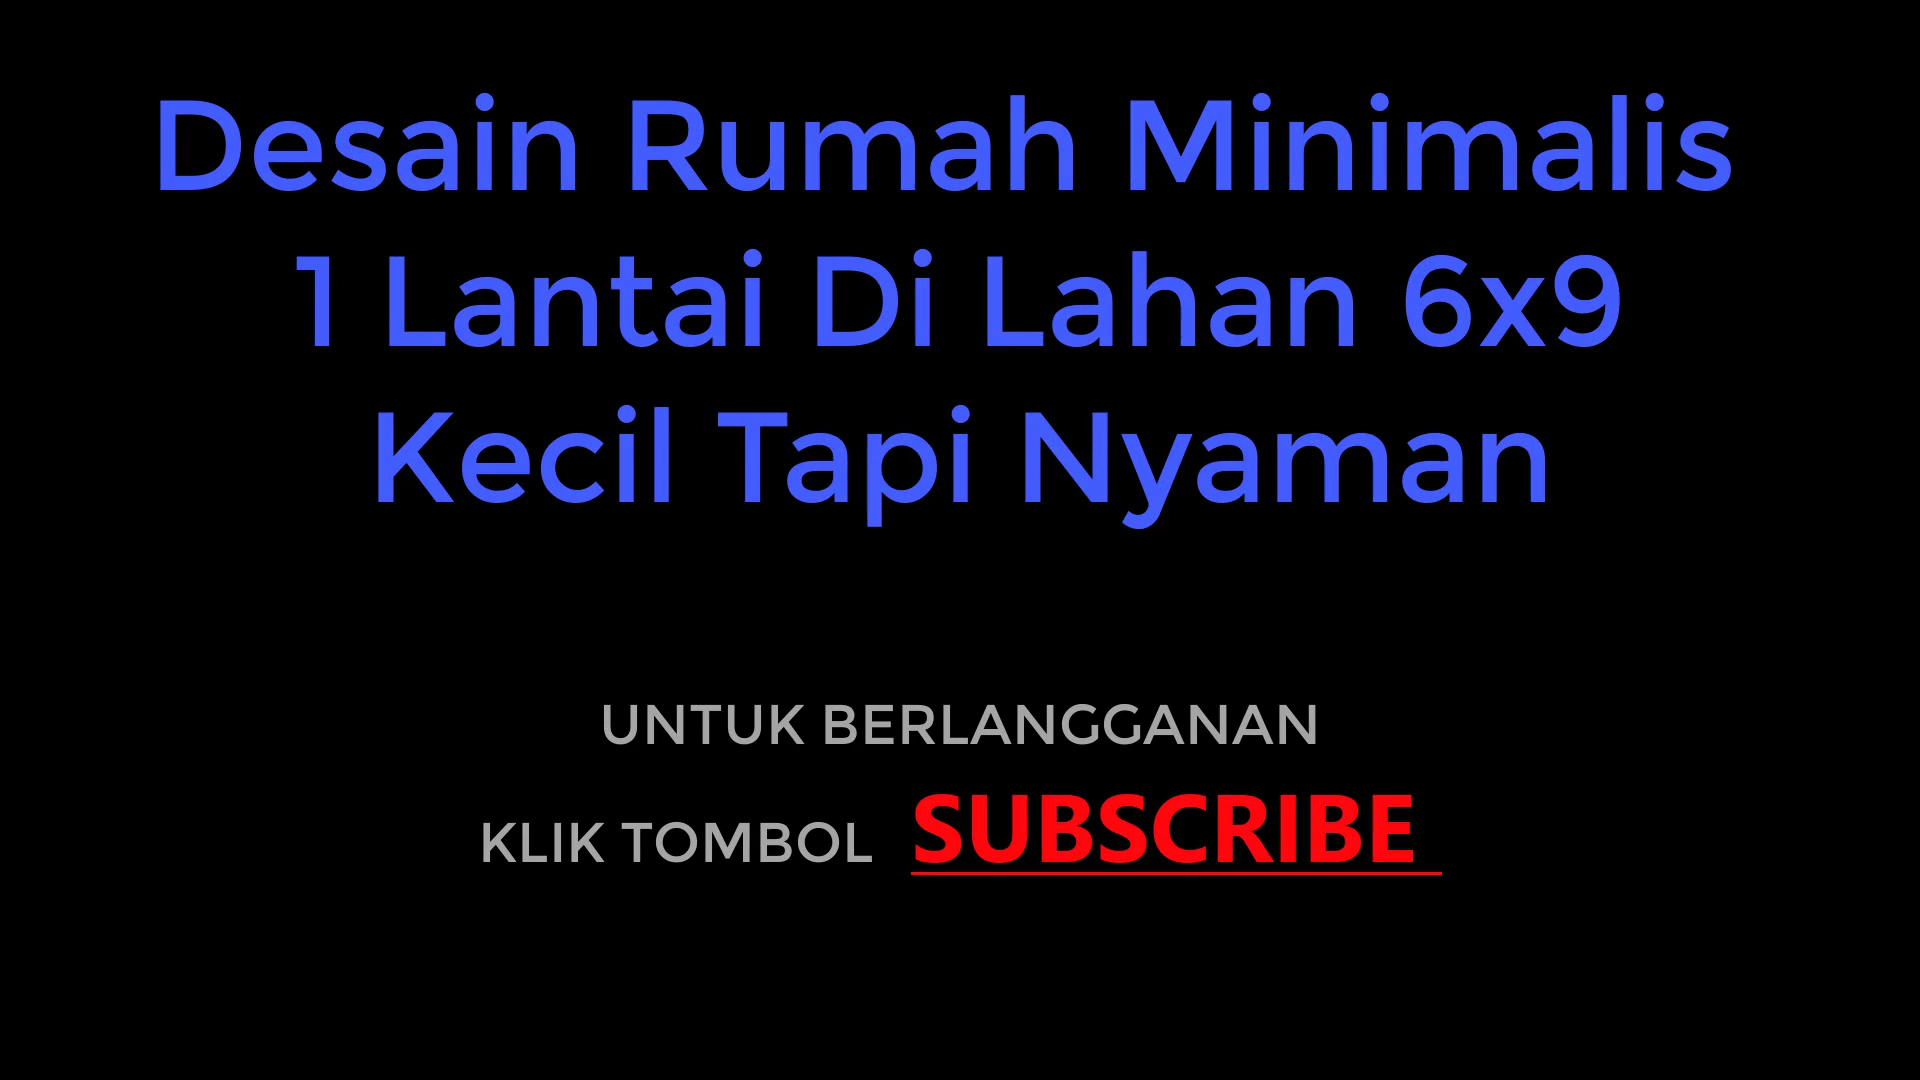 Desain Rumah Minimalis
1 Lantai Di Lahan 6x9
Kecil Tapi Nyaman
UNTUK BERLANGGANAN
KLIK TOMBOL SUBSCRIBE